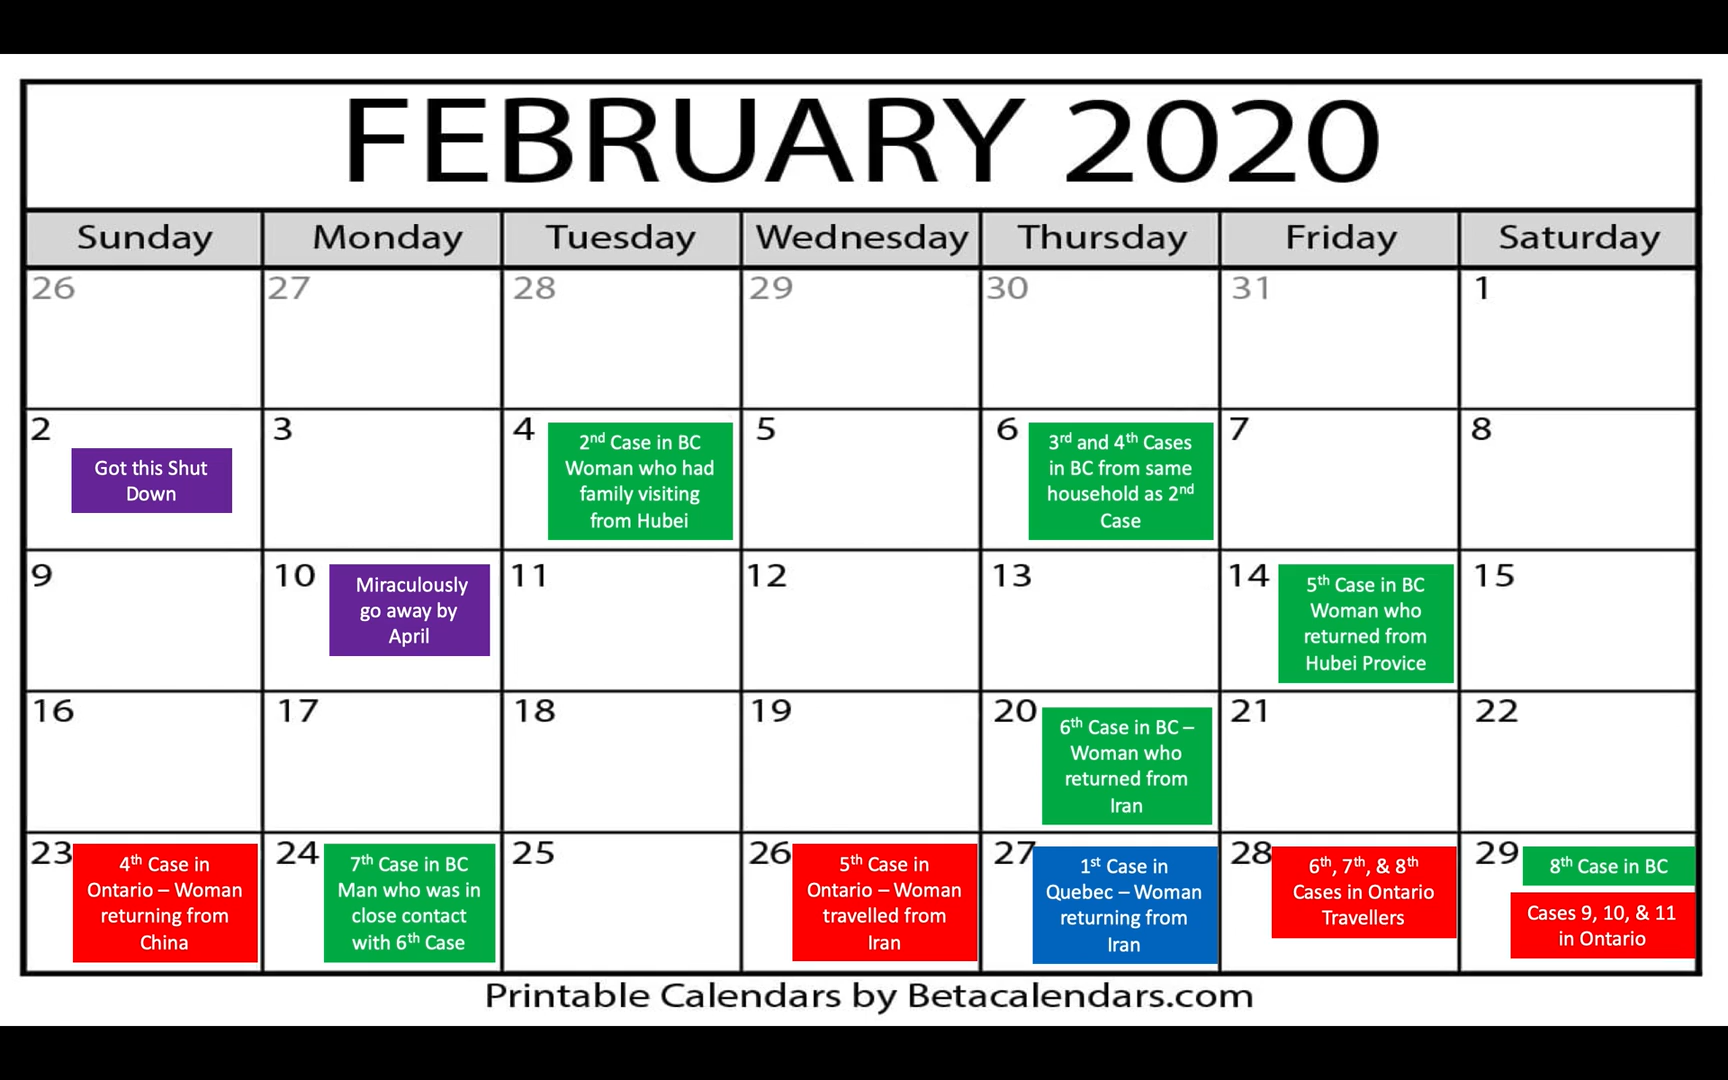 FEBRUARY 2020
Sunday Monday Tuesday Wednesday Thursday Friday Saturday
26 27 28 29 30 31 1
2
Got this Shut
Down
3
4
2nd Case in BC
Woman who had
family visiting
from Hubei
5
6
3rd and 4th Cases
in BC from same
household as 2nd
Case
7
8
9
10
Miraculously
go away by
April
11
12
13
14
5th Case in BC
Woman who
returned from
Hubei Provice
15
16
17
18
19
20
6th Case in BC –
Woman who
returned from
Iran
21
22
23
4th Case in
Ontario – Woman
returning from
China
24
7th Case in BC
Man who was in
close contact
with 6th Case
25
26
5th Case in
Ontario – Woman
travelled from
Iran
27
1st Case in
Quebec – Woman
returning from
Iran
28
6th, 7th, & 8th
Cases in Ontario
Travellers
29
8th Case in BC
Cases 9, 10, & 11
in Ontario
Printable Calendars by Betacalendars.com